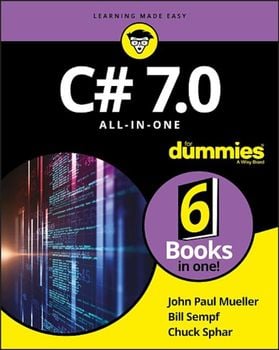 LEARNING MADE EASY
C# 7.0
ALL-IN-ONE
for
dummies
A Wiley Brand
6
Books
in one!
John Paul Mueller
Bill Sempf
Chuck Sphar